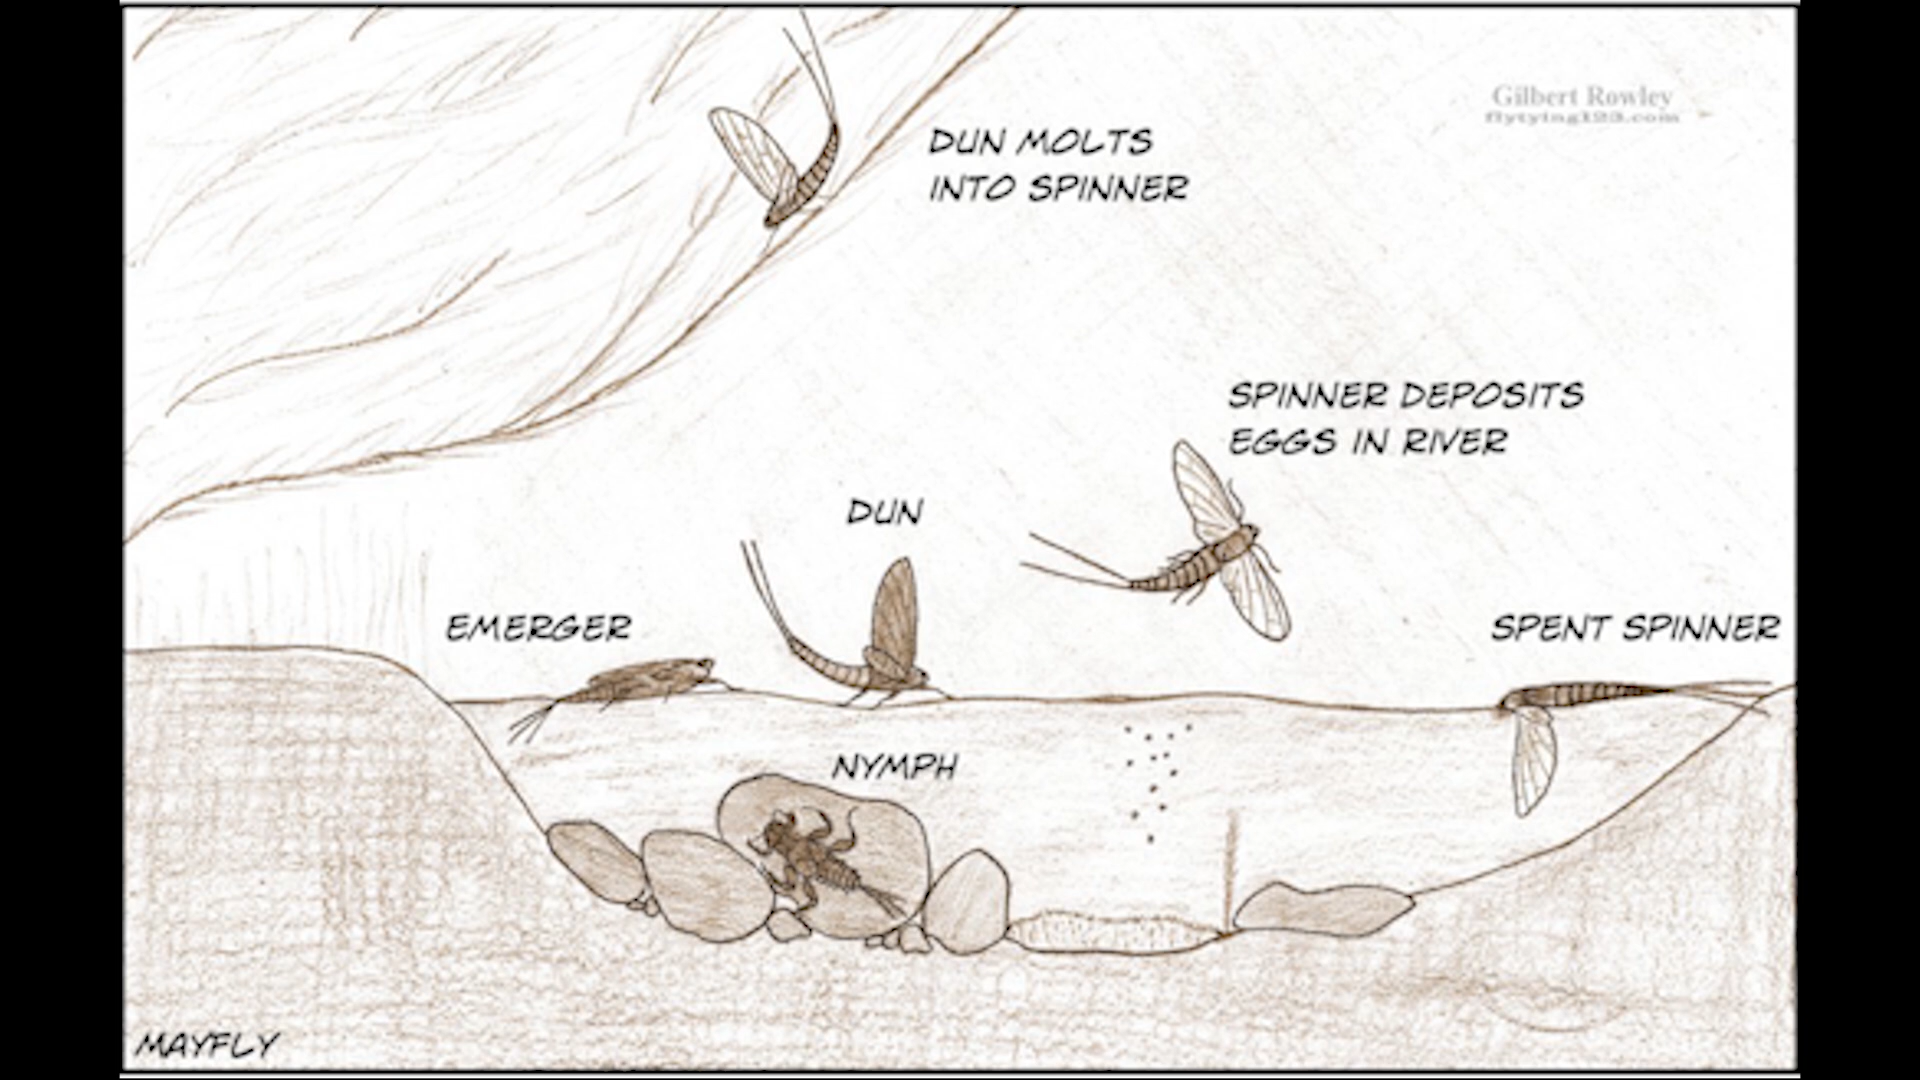 Gilbert Rowley
flytying123.com
DUN MOLTS
INTO SPINNER
SPINNER DEPOSITS
EGGS IN RIVER
DUN
EMERGER
SPENT SPINNER
NYMPH
MAYFLY